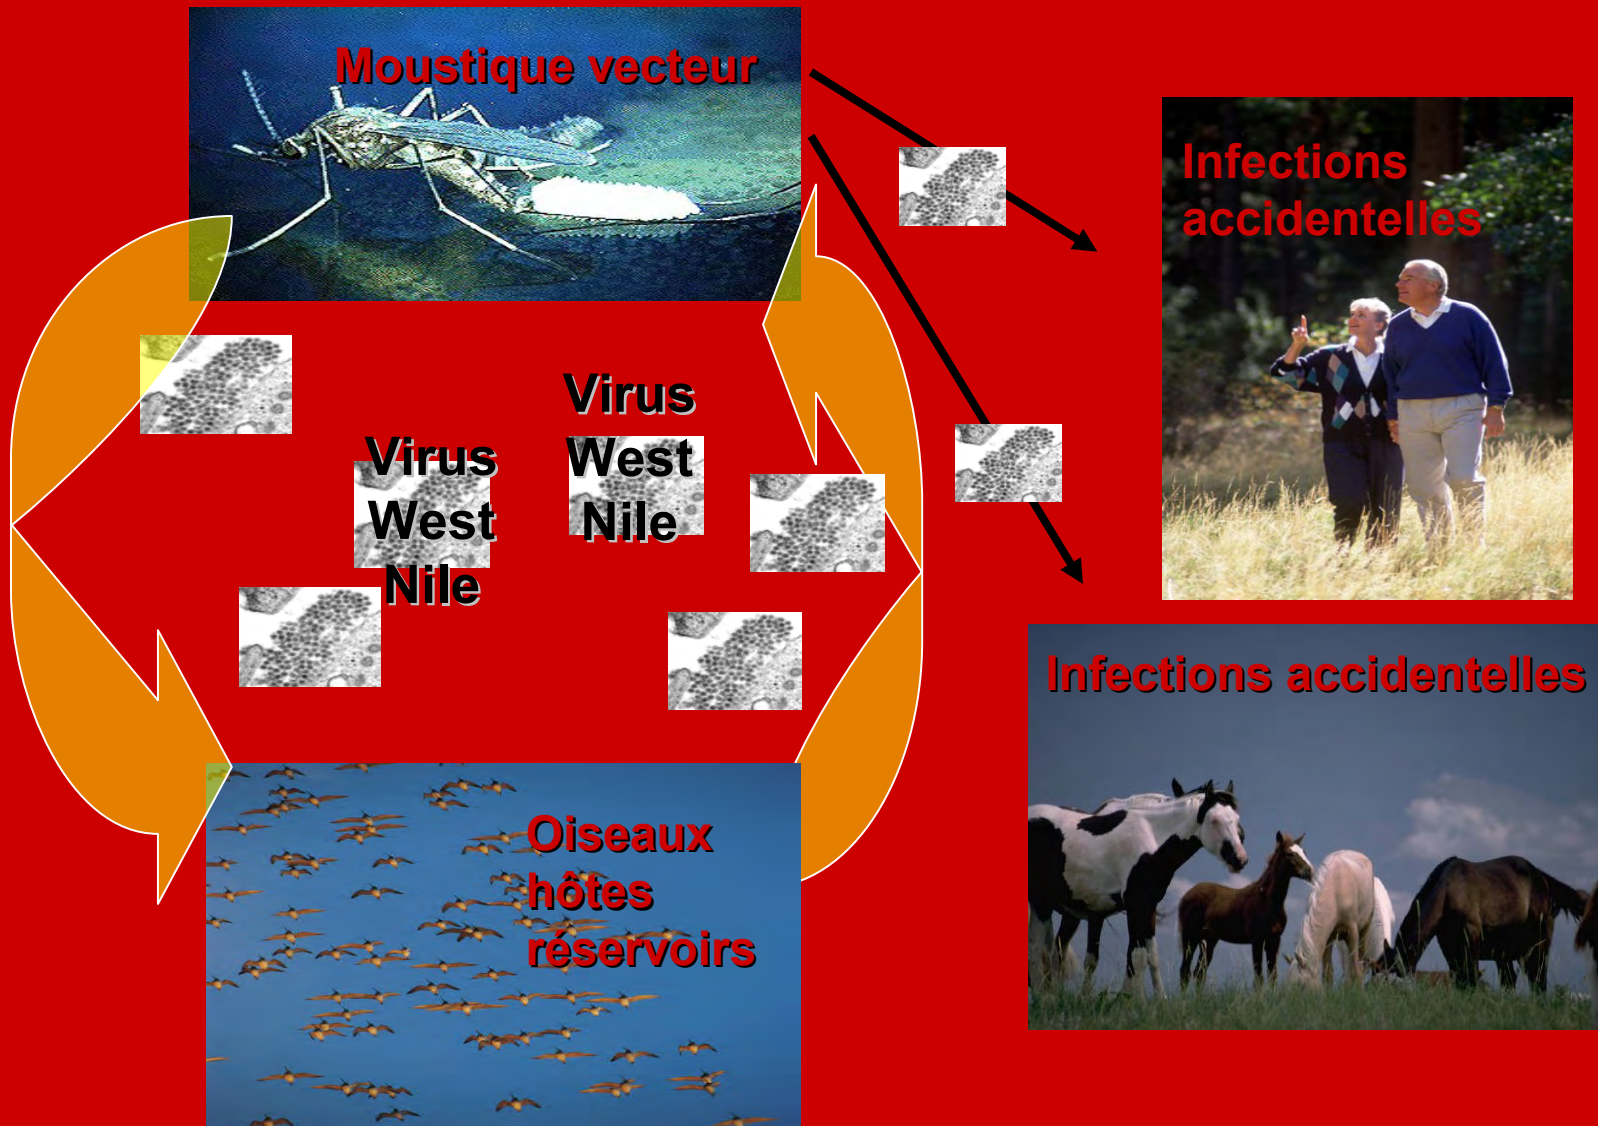 Moustique vecteur
Infections
accidentelles
Virus
West
Nile
Virus
West
Nile
Infections accidentelles
Oiseaux
hôtes
réservoirs